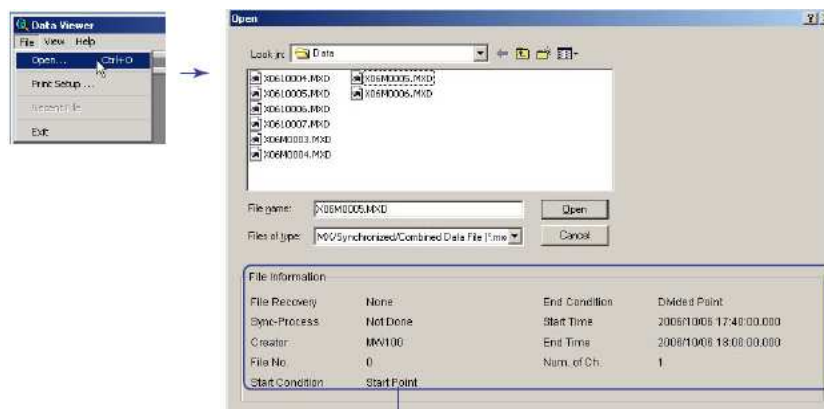 Data Viewer
File View Help
Open... Ctrl+O
Print Setup ...
Recent File
Exit
Open
Look in: Data
X0610004.MXD
X0610005.MXD
X0610006.MXD
X0610007.MXD
X06M0003.MXD
X06M0004.MXD
X06M0005.MXD
X06M0006.MXD
File name: X06M0005.MXD Open
Files of type: MX/Synchronized/Combined Data File (*.mx Cancel
File Information
File Recovery None End Condition Divided Point
Sync-Process Not Done Start Time 2006/10/06 17:48:00.000
Creator MW100 End Time 2006/10/06 18:08:00.000
File No. 0 Num. of Ch. 1
Start Condition Start Point